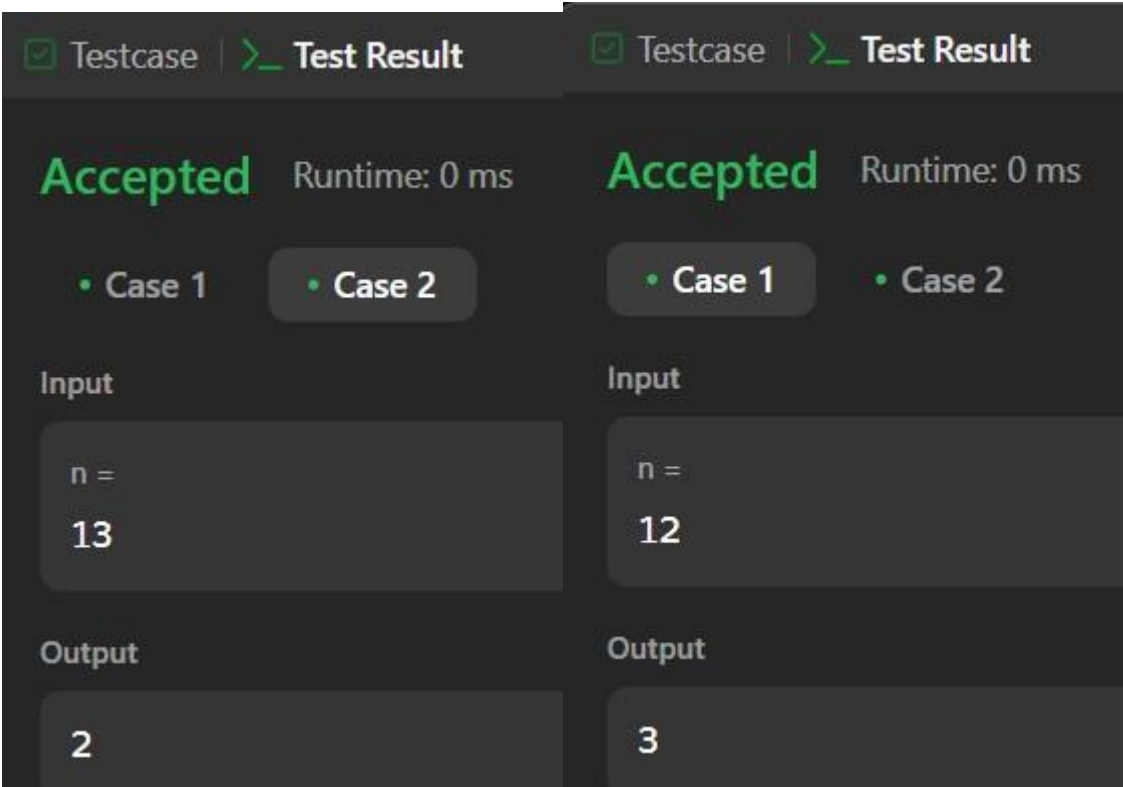 Testcase | >_ Test Result
Accepted Runtime: 0 ms
• Case 1 • Case 2
Input
n =
13
Output
2
Testcase | >_ Test Result
Accepted Runtime: 0 ms
• Case 1 • Case 2
Input
n =
12
Output
3